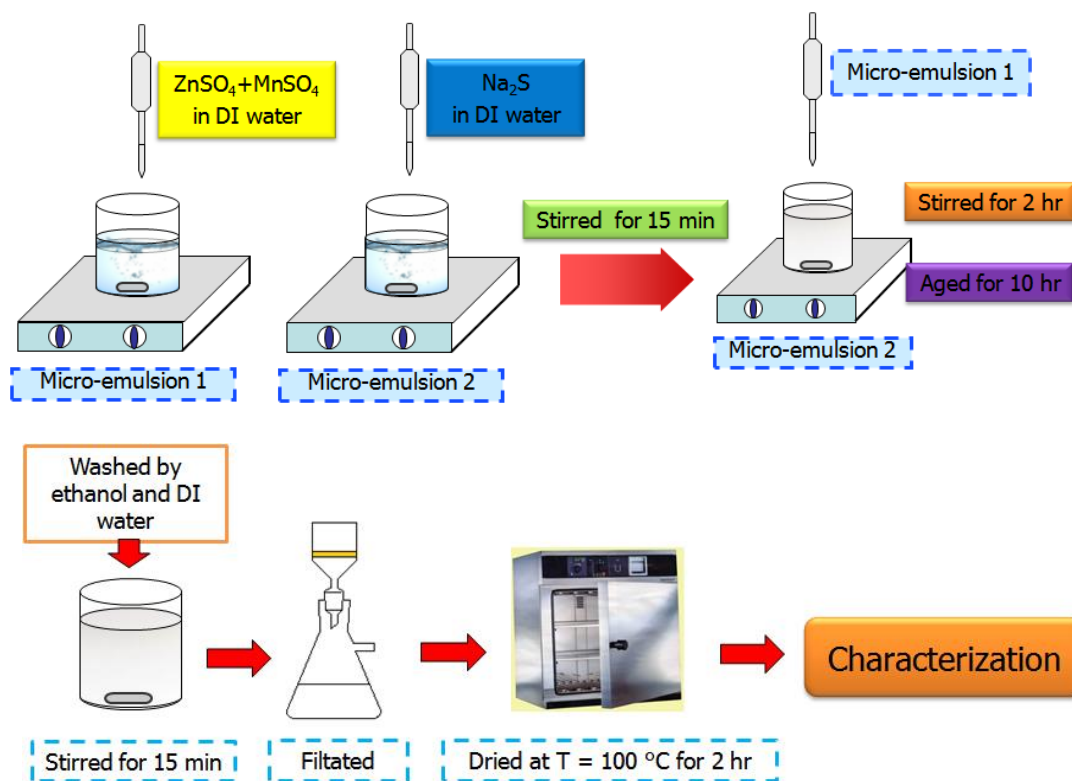 ZnSO₄+MnSO₄
in DI water
Na₂S
in DI water
Micro-emulsion 1
Stirred for 15 min
Stirred for 2 hr
Aged for 10 hr
Micro-emulsion 1
Micro-emulsion 2
Micro-emulsion 2
Washed by
ethanol and DI
water
Characterization
Stirred for 15 min
Filtated
Dried at T = 100 °C for 2 hr